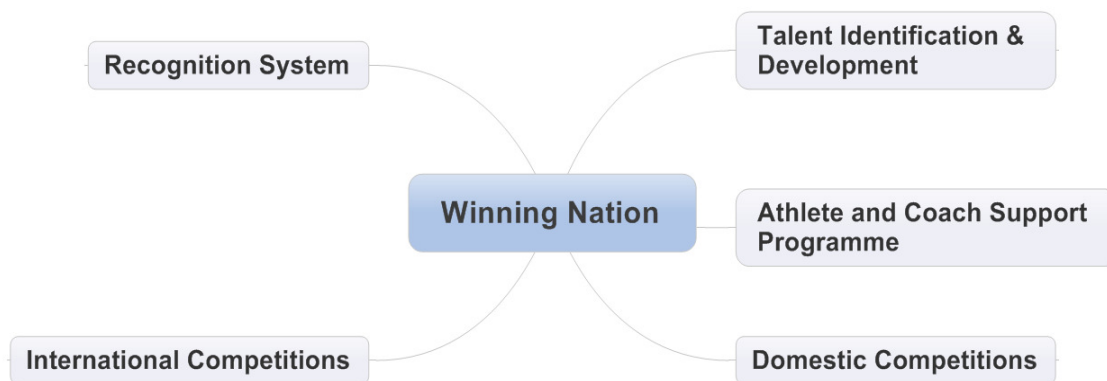 Recognition System
Talent Identification &
Development
Winning Nation
Athlete and Coach Support
Programme
International Competitions
Domestic Competitions